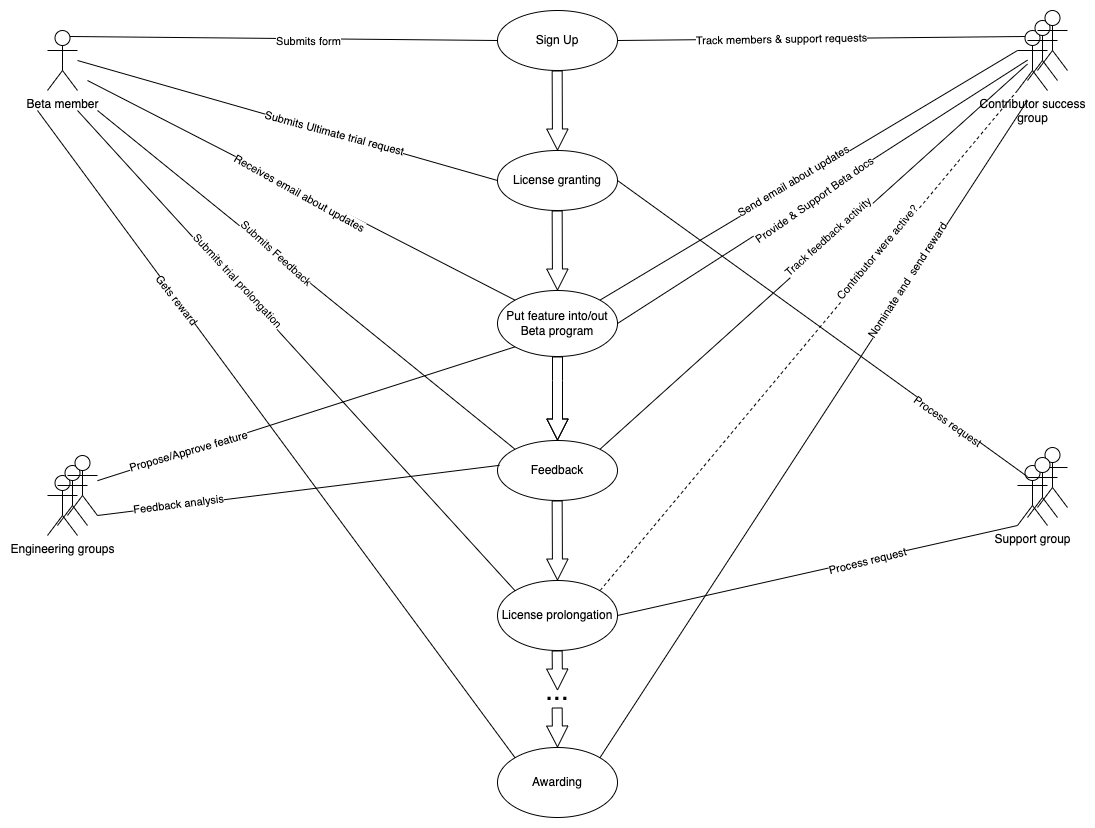 Submits form
Sign Up
Track members & support requests
Beta member
Contributor success
group
Submits Ultimate trial request
License granting
Receives email about updates
Send email about updates
Provide & Support Beta docs
Submits Feedback
Submits trial prolongation
Track feedback activity
Contributor were active?
Gets reward
Nominate and send reward
Put feature into/out
Beta program
Process request
Propose/Approve feature
Feedback
Feedback analysis
Engineering groups
Support group
Process request
License prolongation
...
Awarding